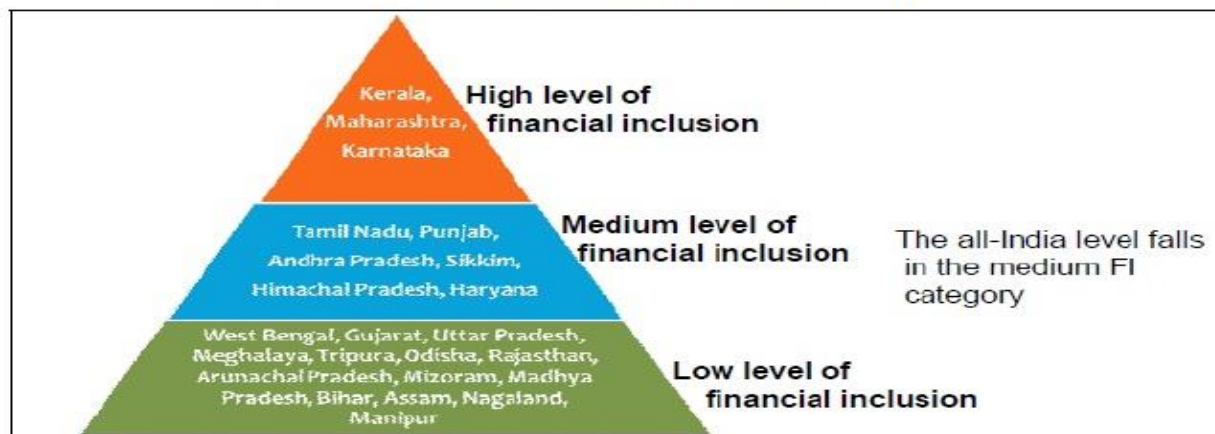 Kerala,
Maharashtra,
Karnataka
High level of
financial inclusion
Tamil Nadu, Punjab,
Andhra Pradesh, Sikkim,
Himachal Pradesh, Haryana
Medium level of
financial inclusion
The all-India level falls
in the medium FI
category
West Bengal, Gujarat, Uttar Pradesh,
Meghalaya, Tripura, Odisha, Rajasthan,
Arunachal Pradesh, Mizoram, Madhya
Pradesh, Bihar, Assam, Nagaland,
Manipur
Low level of
financial inclusion